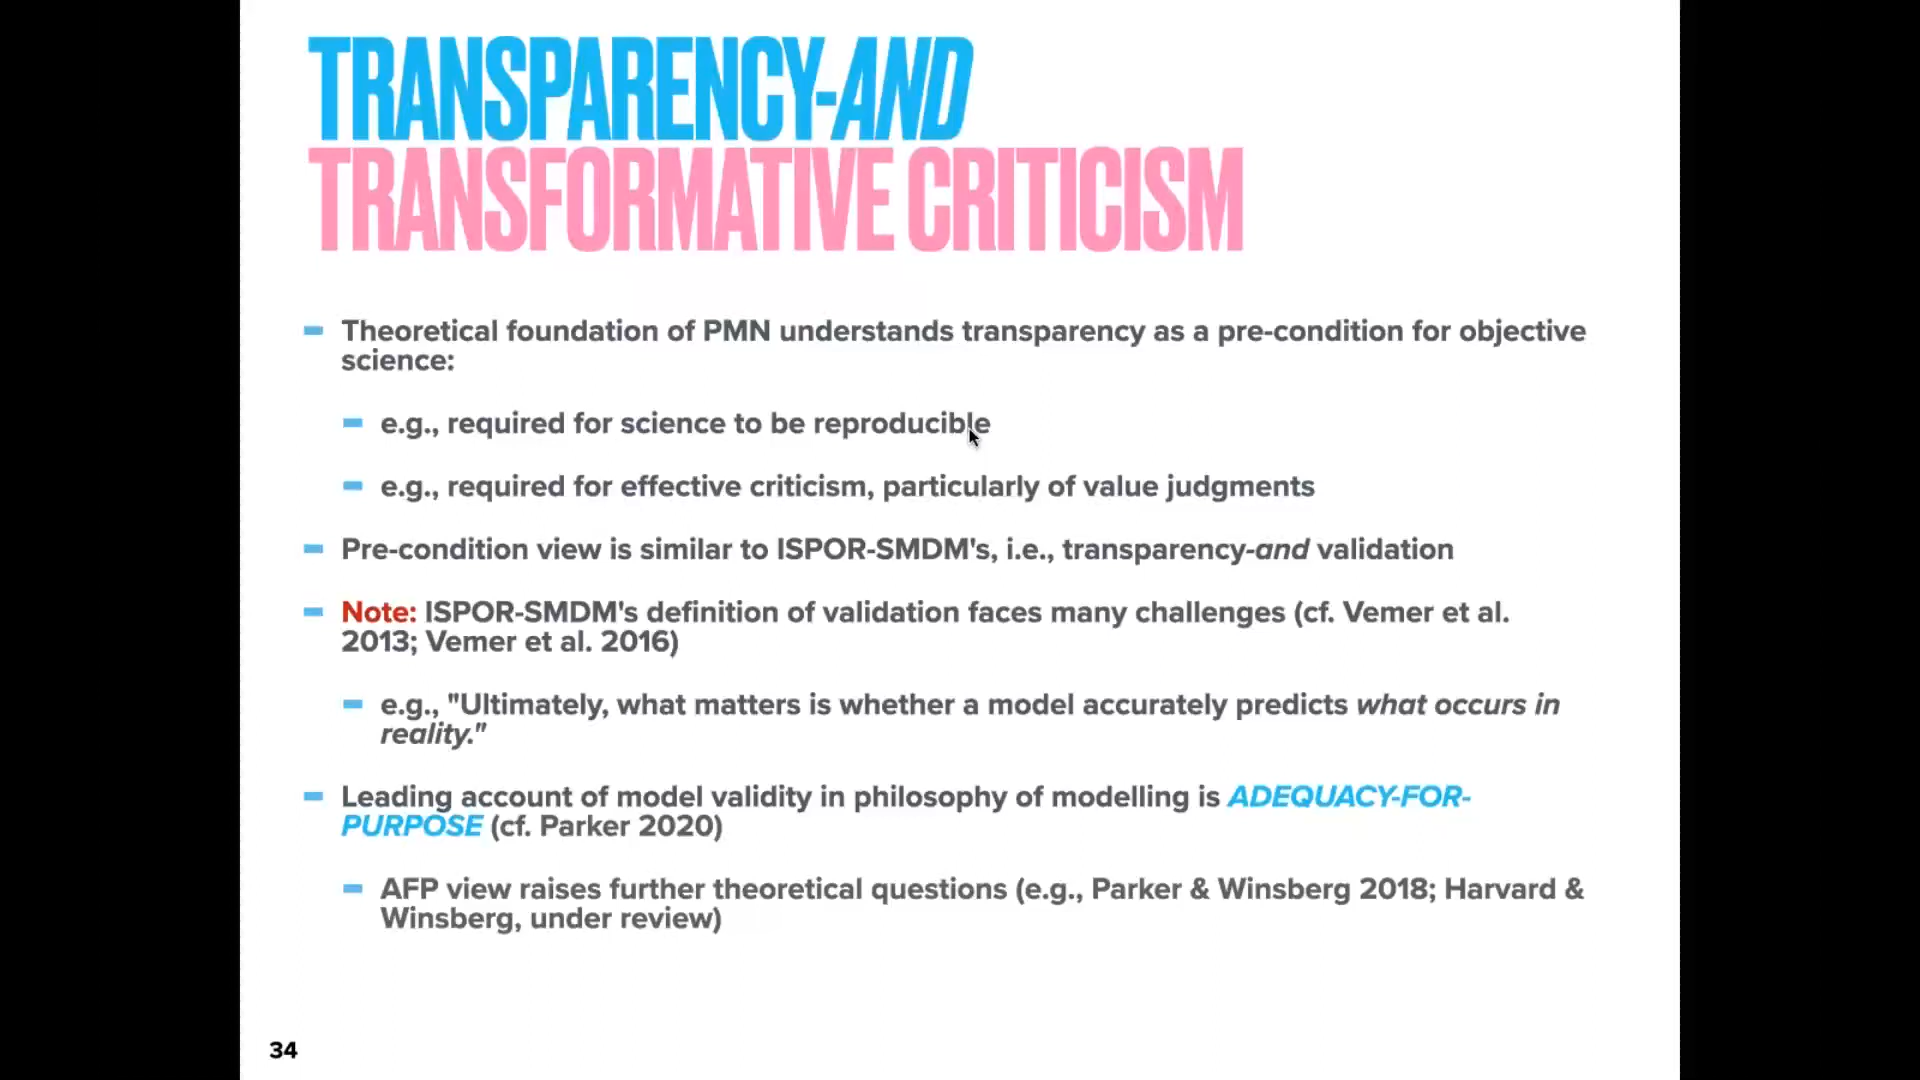 TRANSPARENCY-AND
TRANSFORMATIVE CRITICISM
Theoretical foundation of PMN understands transparency as a pre-condition for objective
science:
e.g., required for science to be reproducible
e.g., required for effective criticism, particularly of value judgments
Pre-condition view is similar to ISPOR-SMDM's, i.e., transparency-and validation
Note: ISPOR-SMDM's definition of validation faces many challenges (cf. Vemer et al.
2013; Vemer et al. 2016)
e.g., "Ultimately, what matters is whether a model accurately predicts what occurs in
reality."
Leading account of model validity in philosophy of modelling is ADEQUACY-FOR-
PURPOSE (cf. Parker 2020)
AFP view raises further theoretical questions (e.g., Parker & Winsberg 2018; Harvard &
Winsberg, under review)
34